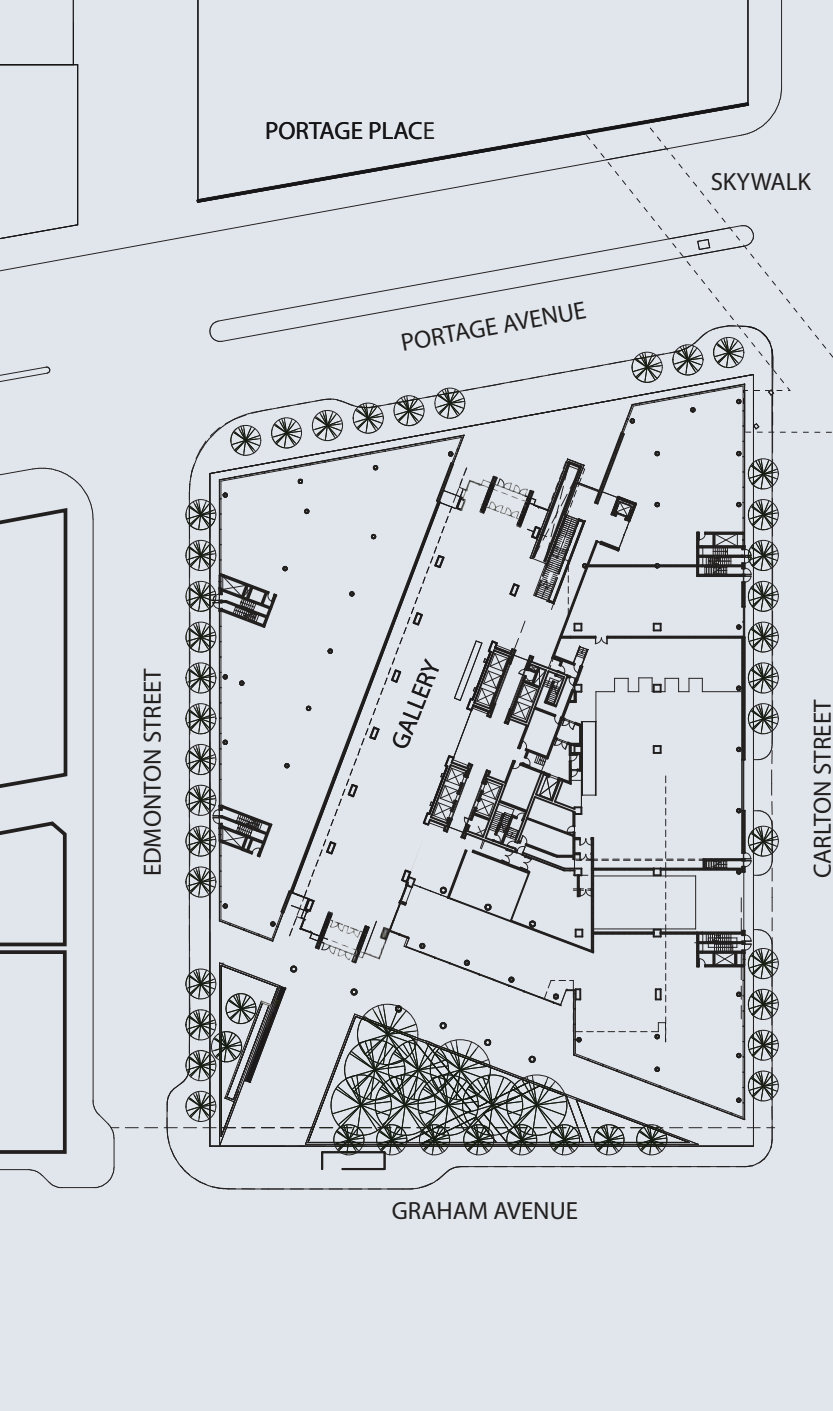 PORTAGE PLACE
SKYWALK
PORTAGE AVENUE
GALLERY
EDMONTON STREET
CARLTON STREET
GRAHAM AVENUE